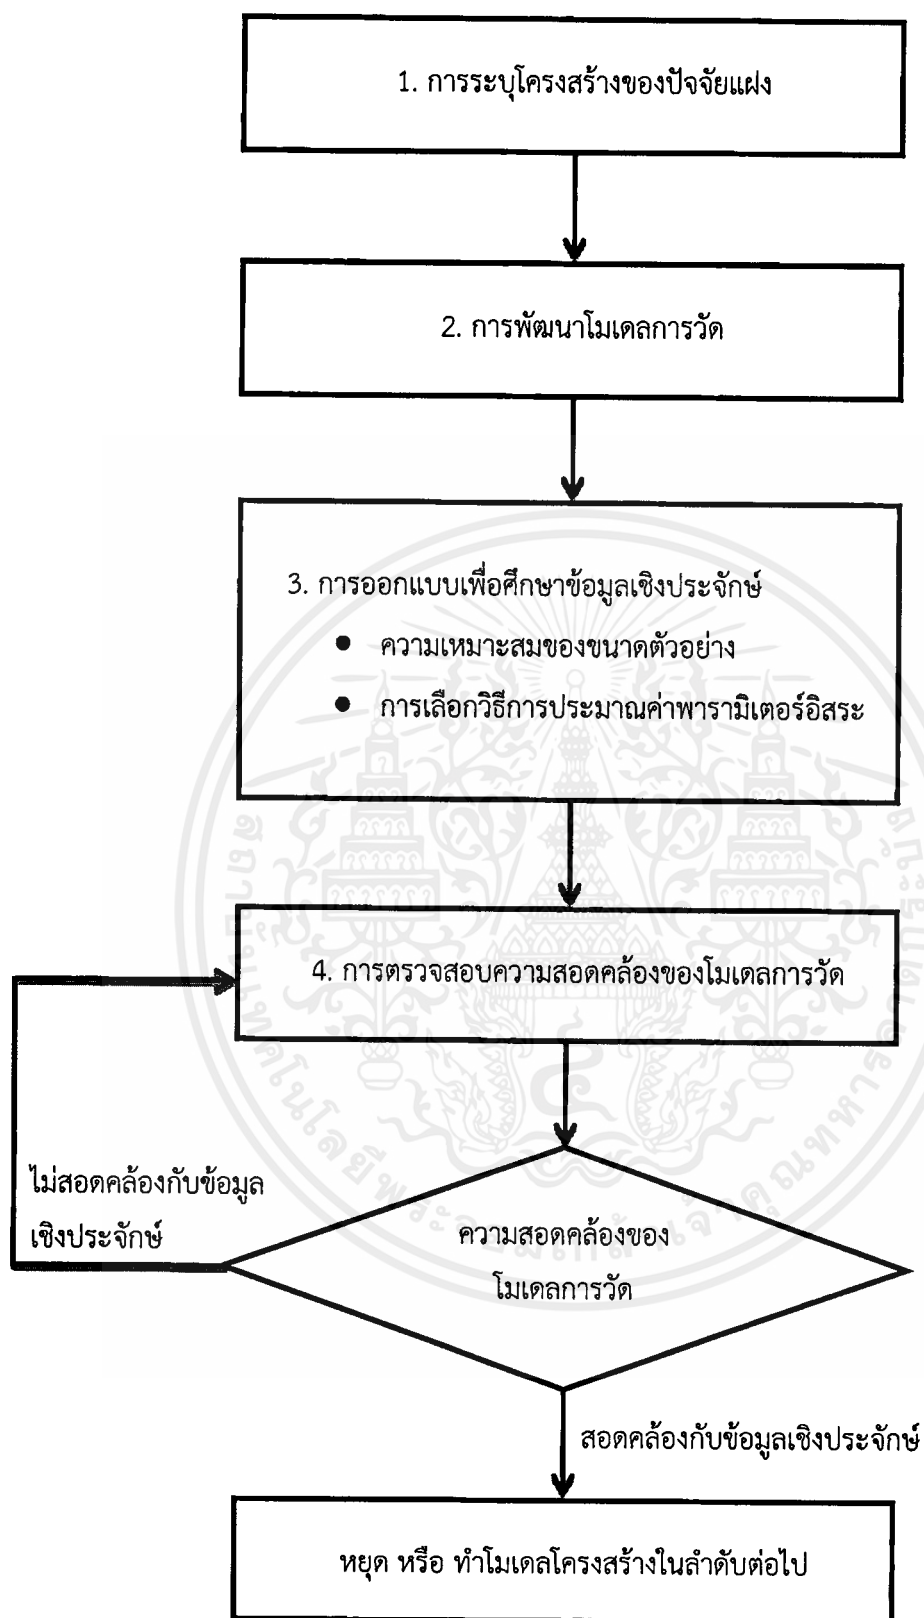 1. การระบุโครงสร้างของปัจจัยแฝง
2. การพัฒนาโมเดลการวัด
3. การออกแบบเพื่อศึกษาข้อมูลเชิงประจักษ์
● ความเหมาะสมของขนาดตัวอย่าง
● การเลือกวิธีการประมาณค่าพารามิเตอร์อิสระ
4. การตรวจสอบความสอดคล้องของโมเดลการวัด
ไม่สอดคล้องกับข้อมูล
เชิงประจักษ์
ความสอดคล้องของ
โมเดลการวัด
สอดคล้องกับข้อมูลเชิงประจักษ์
หยุด หรือ ทำโมเดลโครงสร้างในลำดับต่อไป